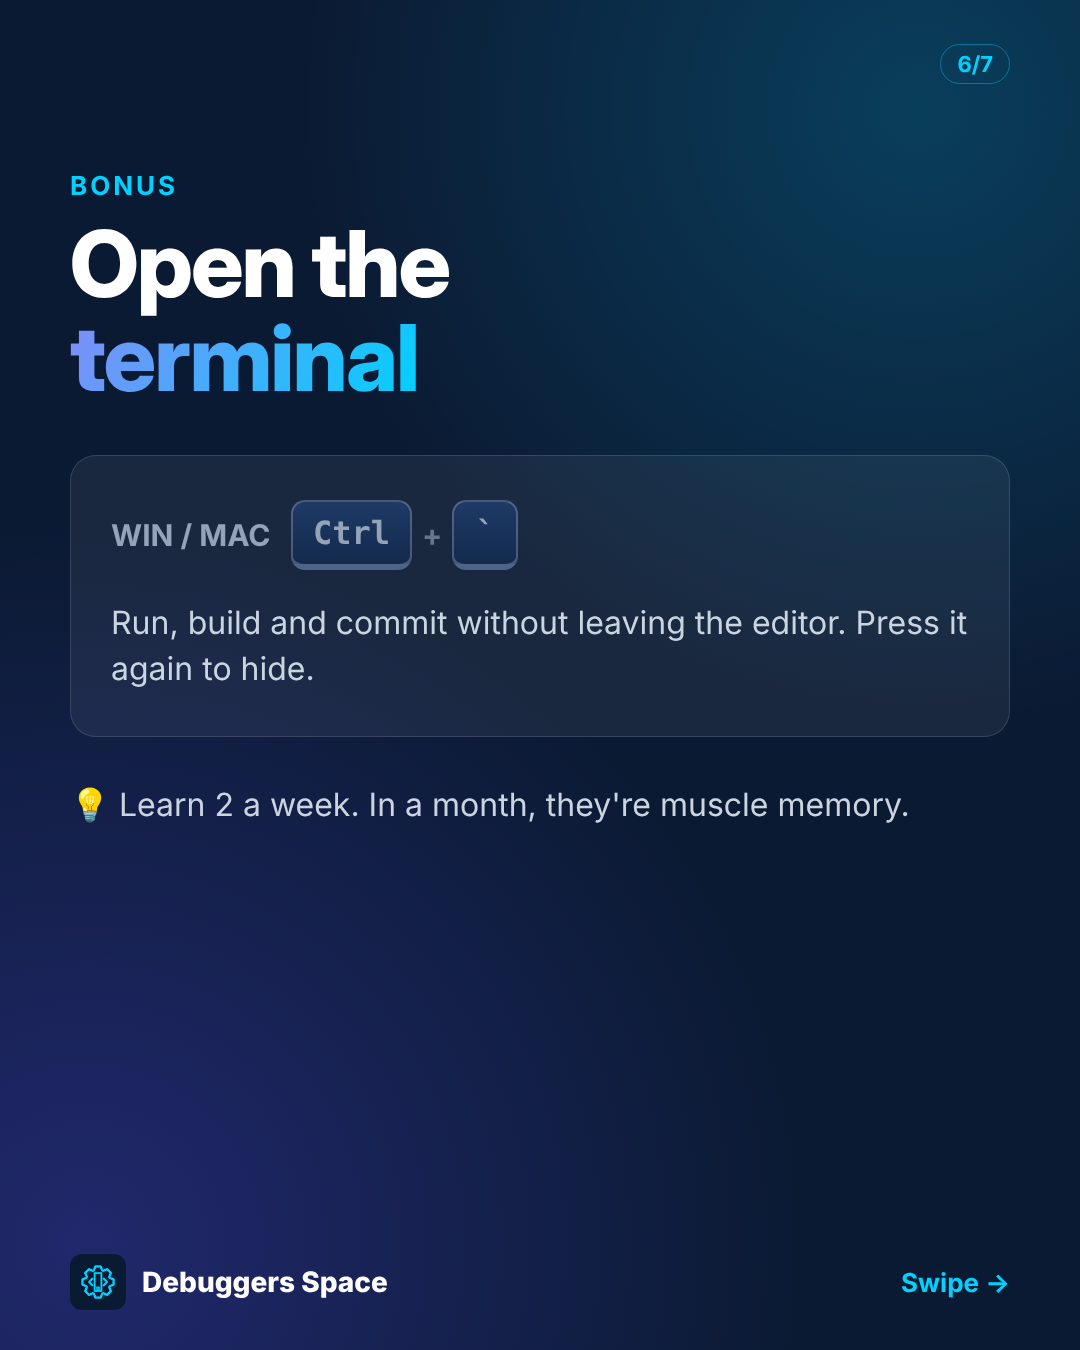 6/7
BONUS
Open the
terminal
WIN / MAC Ctrl + `
Run, build and commit without leaving the editor. Press it
again to hide.
💡 Learn 2 a week. In a month, they're muscle memory.
Debuggers Space
Swipe →